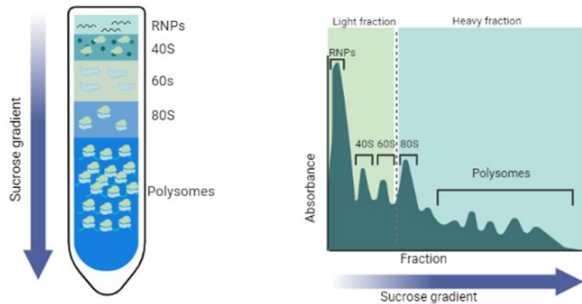 Sucrose gradient
RNPs
40S
60s
80S
Polysomes
Light fraction
Heavy fraction
RNPs
40S
60S
80S
Polysomes
Absorbance
Fraction
Sucrose gradient